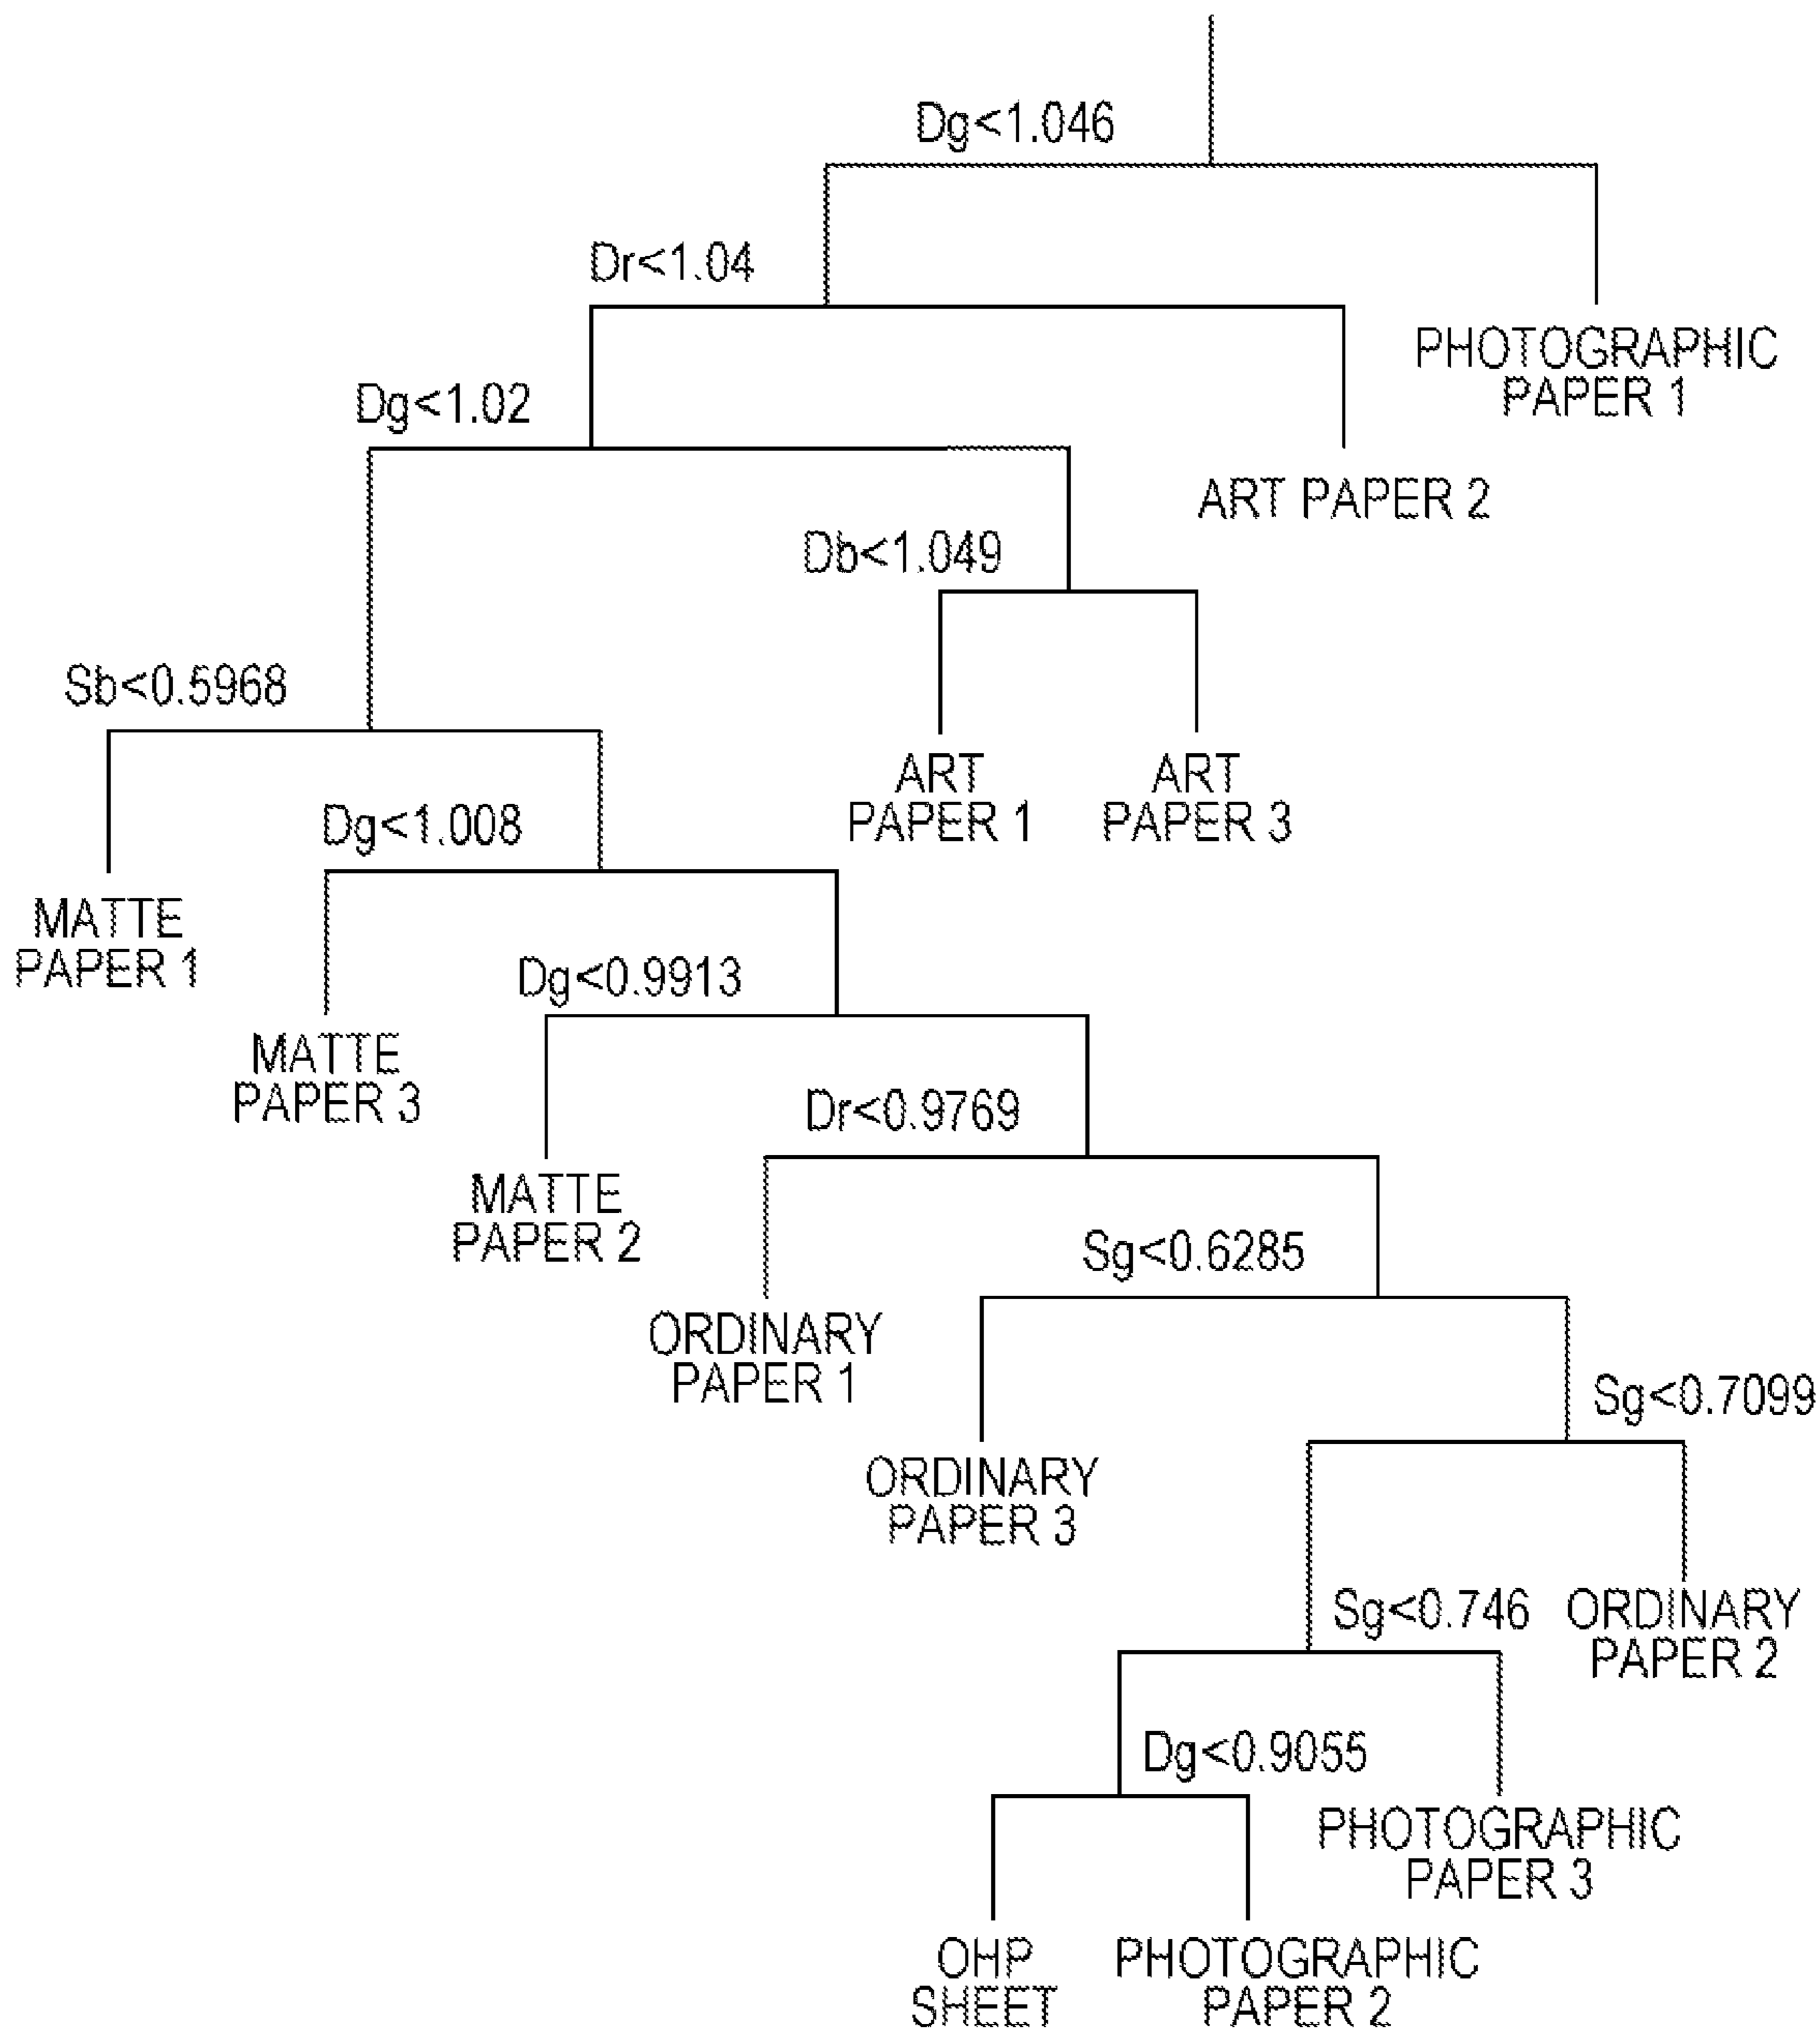 Dg<1.046
Dr<1.04
PHOTOGRAPHIC
PAPER 1
Dg<1.02
ART PAPER 2
Db<1.049
Sb<0.5968
ART
PAPER 1
ART
PAPER 3
Dg<1.008
MATTE
PAPER 1
Dg<0.9913
MATTE
PAPER 3
Dr<0.9769
MATTE
PAPER 2
Sg<0.6285
ORDINARY
PAPER 1
Sg<0.7099
ORDINARY
PAPER 3
Sg<0.746
ORDINARY
PAPER 2
Dg<0.9055
PHOTOGRAPHIC
PAPER 3
OHP
SHEET
PHOTOGRAPHIC
PAPER 2